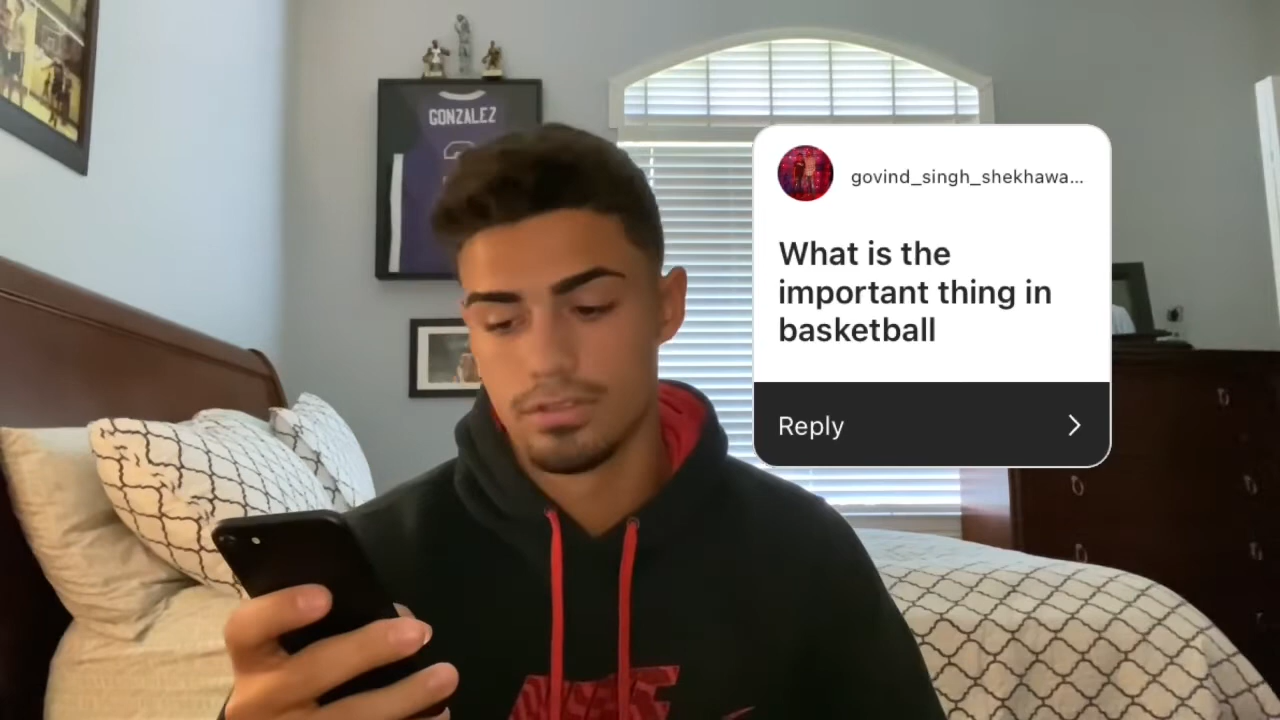 GONZALEZ
govind_singh_shekhawa...
What is the
important thing in
basketball
Reply